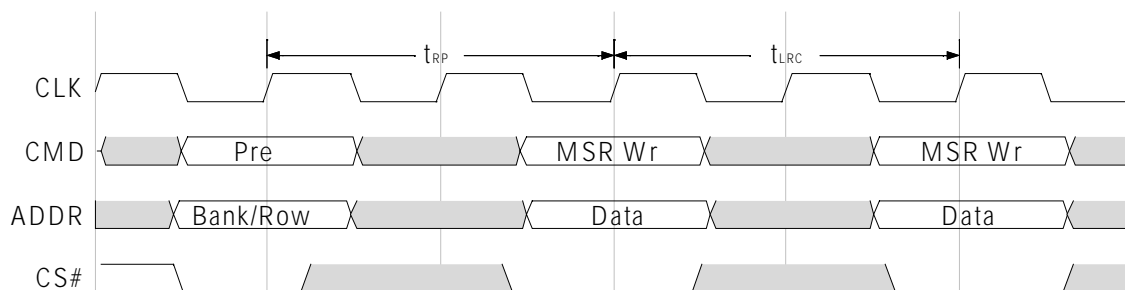 tRP tLRC
CLK
CMD Pre MSR Wr MSR Wr
ADDR Bank/Row Data Data
CS#